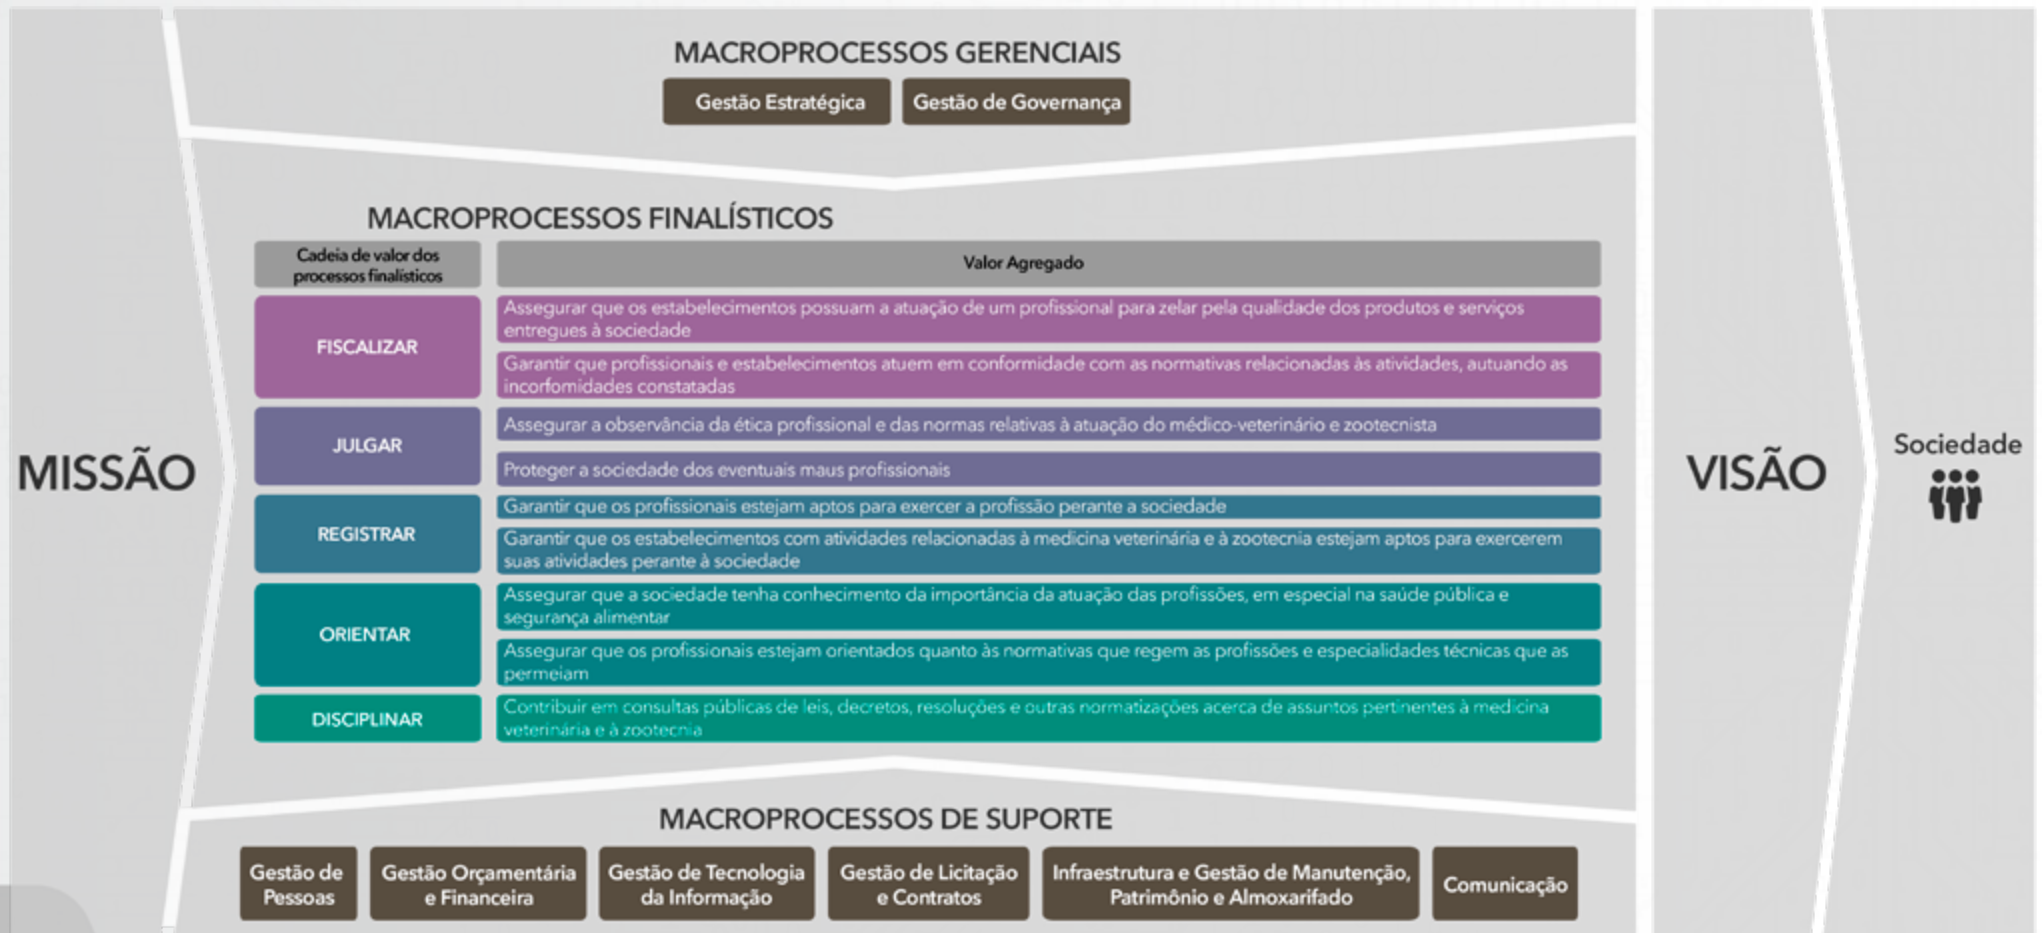 MACROPROCESSOS GERENCIAIS
Gestão Estratégica
Gestão de Governança
MACROPROCESSOS FINALÍSTICOS
Cadeia de valor dos
processos finalísticos
Valor Agregado
FISCALIZAR
Assegurar que os estabelecimentos possuam a atuação de um profissional para zelar pela qualidade dos produtos e serviços
entregues à sociedade
Garantir que profissionais e estabelecimentos atuem em conformidade com as normativas relacionadas às atividades, autuando as
incorfomidades constatadas
JULGAR
Assegurar a observância da ética profissional e das normas relativas à atuação do médico-veterinário e zootecnista
Proteger a sociedade dos eventuais maus profissionais
REGISTRAR
Garantir que os profissionais estejam aptos para exercer a profissão perante a sociedade
Garantir que os estabelecimentos com atividades relacionadas à medicina veterinária e à zootecnia estejam aptos para exercerem
suas atividades perante à sociedade
ORIENTAR
Assegurar que a sociedade tenha conhecimento da importância da atuação das profissões, em especial na saúde pública e
segurança alimentar
Assegurar que os profissionais estejam orientados quanto às normativas que regem as profissões e especialidades técnicas que as
permeiam
DISCIPLINAR
Contribuir em consultas públicas de leis, decretos, resoluções e outras normatizações acerca de assuntos pertinentes à medicina
veterinária e à zootecnia
MISSÃO
VISÃO
Sociedade
MACROPROCESSOS DE SUPORTE
Gestão de
Pessoas
Gestão Orçamentária
e Financeira
Gestão de Tecnologia
da Informação
Gestão de Licitação
e Contratos
Infraestrutura e Gestão de Manutenção,
Patrimônio e Almoxarifado
Comunicação